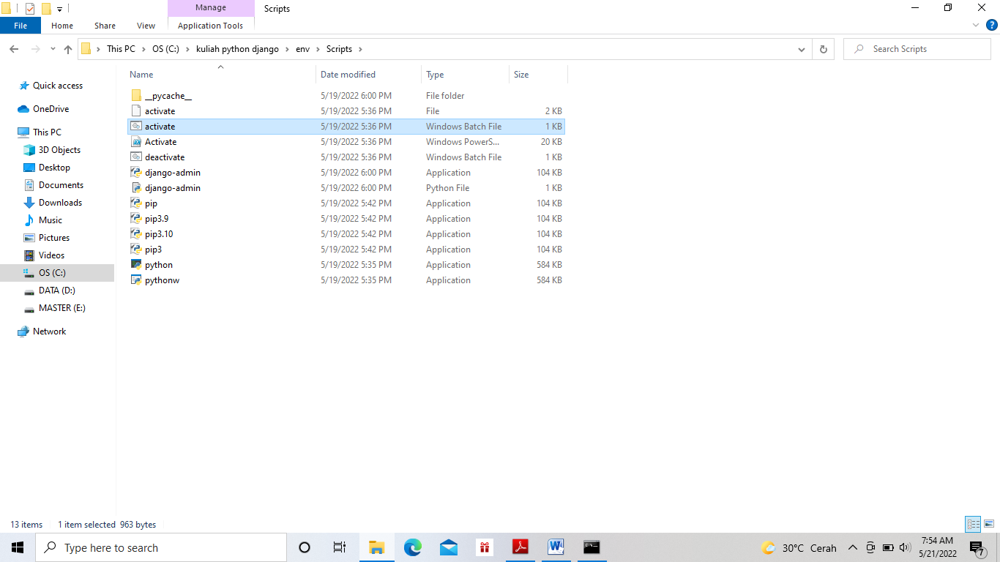 Manage
Scripts
File
Home
Share
View
Application Tools
This PC
OS (C:)
kuliah python django
env
Scripts
Search Scripts
Quick access
OneDrive
This PC
3D Objects
Desktop
Documents
Downloads
Music
Pictures
Videos
OS (C:)
DATA (D:)
MASTER (E:)
Network
Name Date modified Type Size
__pycache__ 5/19/2022 6:00 PM File folder
activate 5/19/2022 5:36 PM File 2 KB
activate 5/19/2022 5:36 PM Windows Batch File 1 KB
Activate 5/19/2022 5:36 PM Windows PowerS... 20 KB
deactivate 5/19/2022 5:36 PM Windows Batch File 1 KB
django-admin 5/19/2022 6:00 PM Application 104 KB
django-admin 5/19/2022 6:00 PM Python File 1 KB
pip 5/19/2022 5:42 PM Application 104 KB
pip3.9 5/19/2022 5:42 PM Application 104 KB
pip3.10 5/19/2022 5:42 PM Application 104 KB
pip3 5/19/2022 5:42 PM Application 104 KB
python 5/19/2022 5:35 PM Application 584 KB
pythonw 5/19/2022 5:35 PM Application 584 KB
13 items 1 item selected 963 bytes
Type here to search
30°C Cerah
7:54 AM
5/21/2022
7